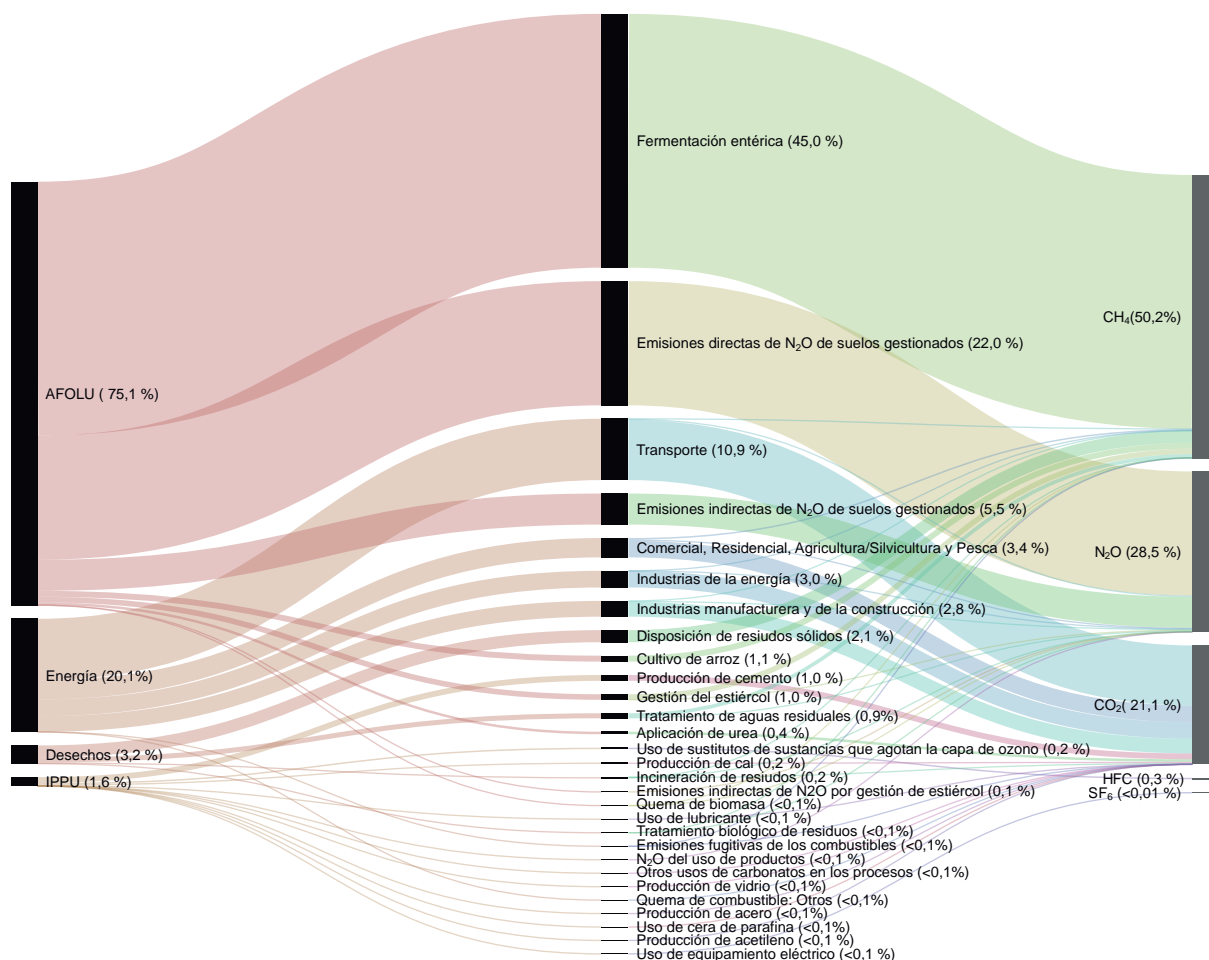 AFOLU ( 75,1 %)
Energía (20,1%)
Desechos (3,2 %)
IPPU (1,6 %)
Fermentación entérica (45,0 %)
Emisiones directas de N₂O de suelos gestionados (22,0 %)
Transporte (10,9 %)
Emisiones indirectas de N₂O de suelos gestionados (5,5 %)
Comercial, Residencial, Agricultura/Silvicultura y Pesca (3,4 %)
Industrias de la energía (3,0 %)
Industrias manufacturera y de la construcción (2,8 %)
Disposición de resiudos sólidos (2,1 %)
Cultivo de arroz (1,1 %)
Producción de cemento (1,0 %)
Gestión del estiércol (1,0 %)
Tratamiento de aguas residuales (0,9%)
Aplicación de urea (0,4 %)
Uso de sustitutos de sustancias que agotan la capa de ozono (0,2 %)
Producción de cal (0,2 %)
Incineración de resiudos (0,2 %)
Emisiones indirectas de N2O por gestión de estiércol (0,1 %)
Quema de biomasa (<0,1%)
Uso de lubricante (<0,1 %)
Tratamiento biológico de residuos (<0,1%)
Emisiones fugitivas de los combustibles (<0,1%)
N₂O del uso de productos (<0,1 %)
Otros usos de carbonatos en los procesos (<0,1%)
Producción de vidrio (<0,1%)
Quema de combustible: Otros (<0,1%)
Producción de acero (<0,1%)
Uso de cera de parafina (<0,1%)
Producción de acetileno (<0,1 %)
Uso de equipamiento eléctrico (<0,1 %)
CH₄(50,2%)
N₂O (28,5 %)
CO₂( 21,1 %)
HFC (0,3 %)
SF₆ (<0,01 %)